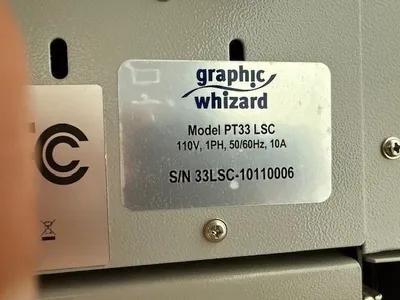 graphic
whizard
Model PT33 LSC
110V, 1PH, 50/60Hz, 10A
S/N 33LSC-10110006